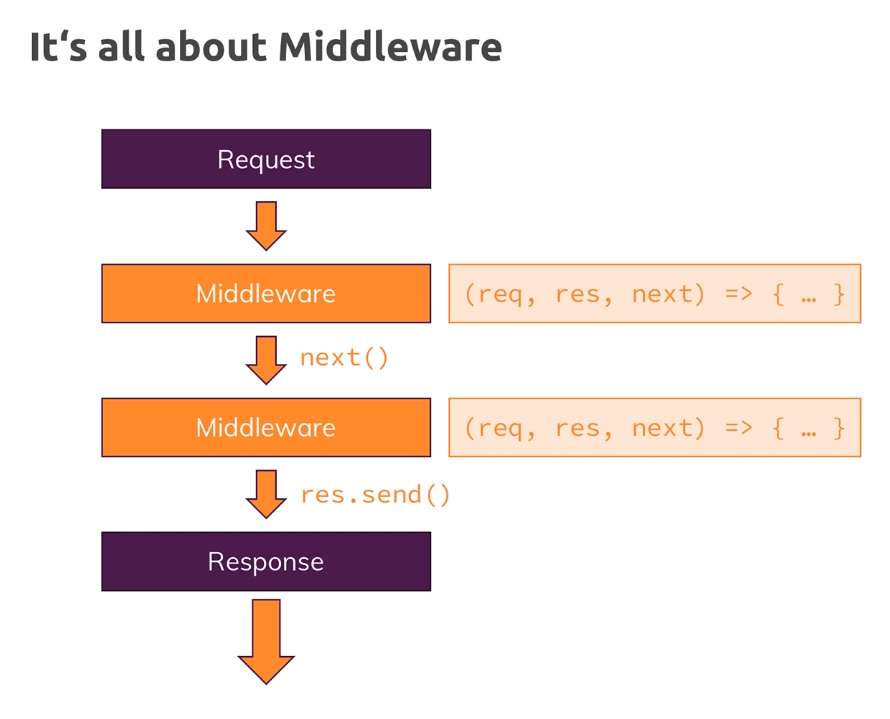 It‘s all about Middleware
Request
Middleware
(req, res, next) => { … }
next()
Middleware
(req, res, next) => { … }
res.send()
Response